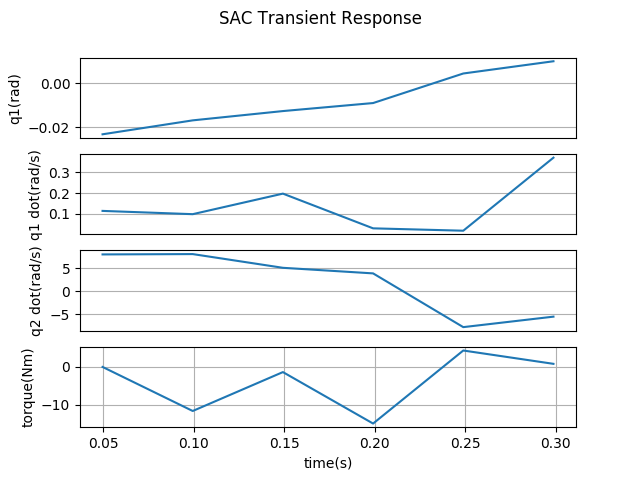 SAC Transient Response
q1(rad)
0.00
−0.02
q1 dot(rad/s)
0.3
0.2
0.1
q2 dot(rad/s)
5
0
−5
torque(Nm)
0
−10
0.05 0.10 0.15 0.20 0.25 0.30
time(s)